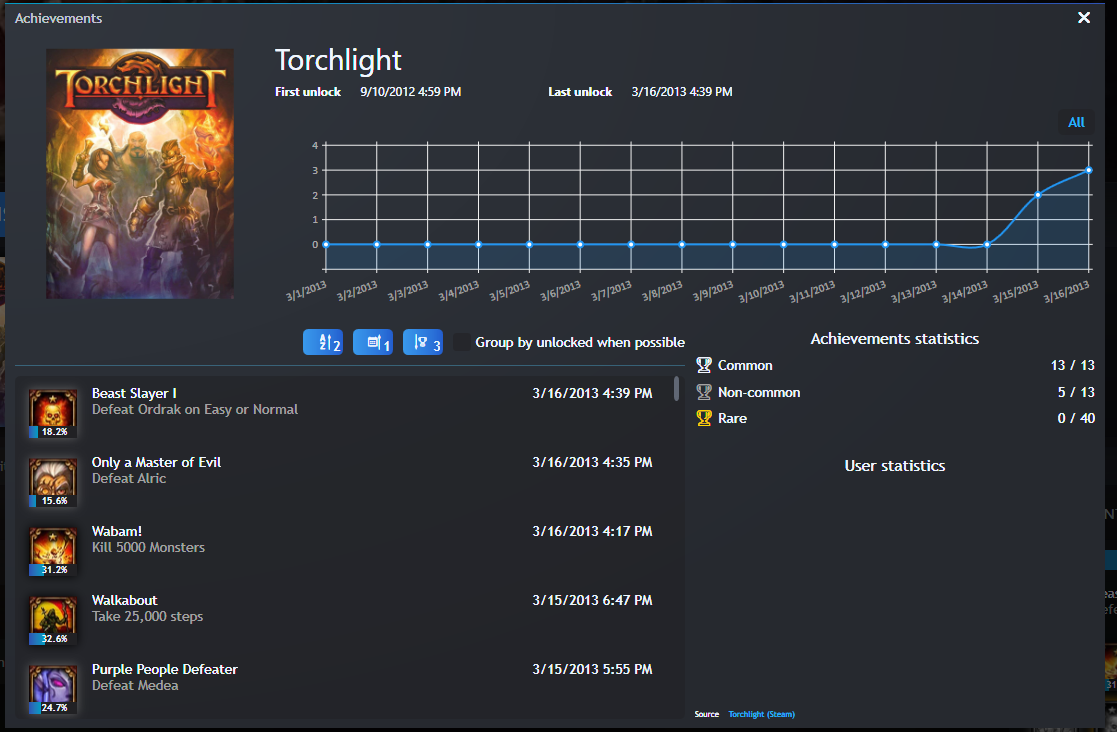 Achievements
TORCHLIGHT
Torchlight
First unlock 9/10/2012 4:59 PM Last unlock 3/16/2013 4:39 PM
All
4
3
2
1
0
3/1/2013 3/2/2013 3/3/2013 3/4/2013 3/5/2013 3/6/2013 3/7/2013 3/8/2013 3/9/2013 3/10/2013 3/11/2013 3/12/2013 3/13/2013 3/14/2013 3/15/2013 3/16/2013
2 1 3 Group by unlocked when possible
Achievements statistics
Common 13 / 13
Non-common 5 / 13
Rare 0 / 40
User statistics
Beast Slayer I 3/16/2013 4:39 PM
Defeat Ordrak on Easy or Normal
18.2%
Only a Master of Evil 3/16/2013 4:35 PM
Defeat Alric
15.6%
Wabam! 3/16/2013 4:17 PM
Kill 5000 Monsters
31.2%
Walkabout 3/15/2013 6:47 PM
Take 25,000 steps
32.6%
Purple People Defeater 3/15/2013 5:55 PM
Defeat Medea
24.7%
Source Torchlight (Steam)